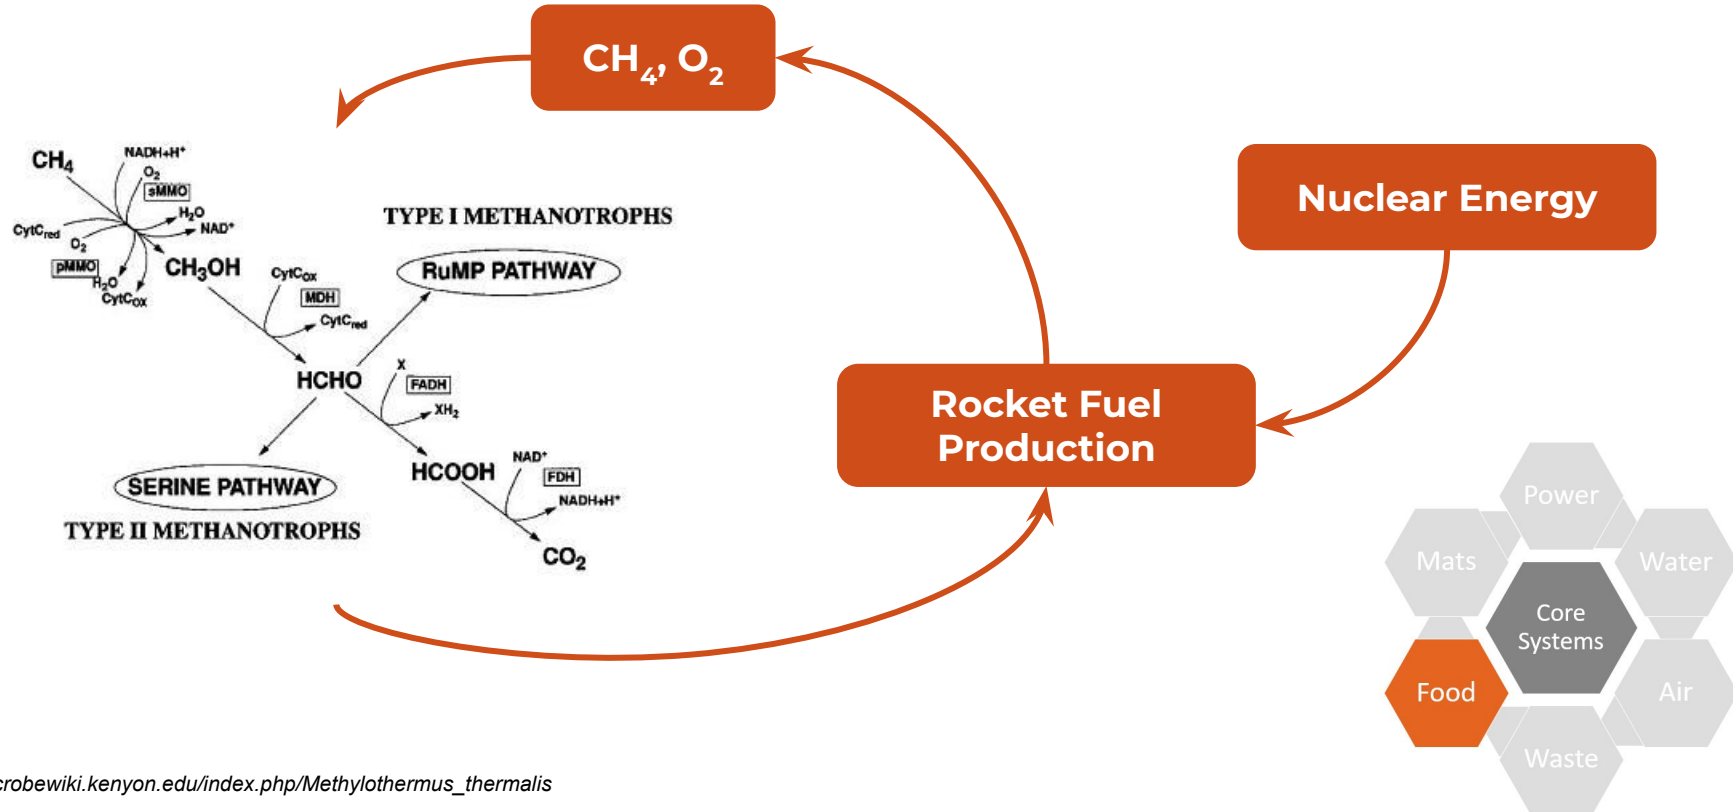 CH₄, O₂
Nuclear Energy
Rocket Fuel
Production
CH₄
NADH+H⁺
O₂
sMMO
H₂O
NAD⁺
CytCred
O₂
pMMO
H₂O
CytCox
CH₃OH
TYPE I METHANOTROPHS
RuMP PATHWAY
CytCox
MDH
CytCred
HCHO
X
FADH
XH₂
SERINE PATHWAY
TYPE II METHANOTROPHS
HCOOH
NAD⁺
FDH
NADH+H⁺
CO₂
Power
Mats
Water
Core
Systems
Food
Air
Waste
crobewiki.kenyon.edu/index.php/Methylothermus_thermalis